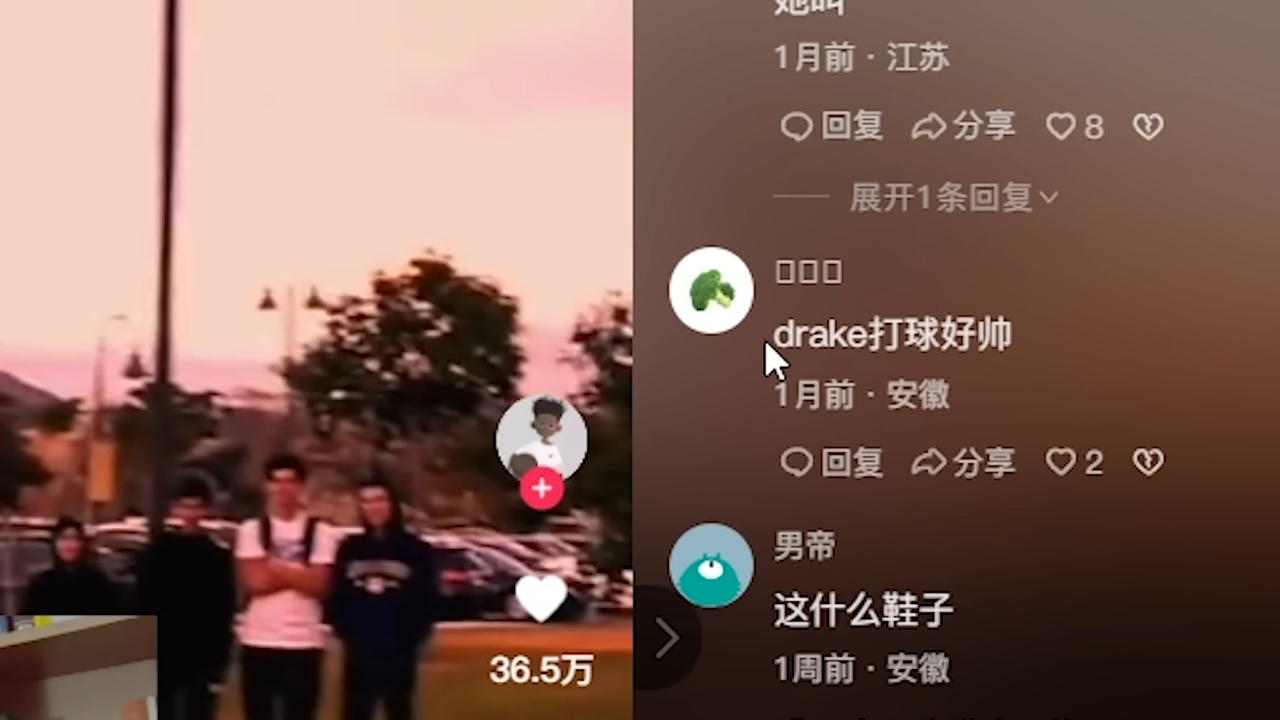 她叫
1月前 · 江苏
回复 分享 8
展开1条回复
drake打球好帅
1月前 · 安徽
回复 分享 2
男帝
这什么鞋子
1周前 · 安徽
36.5万